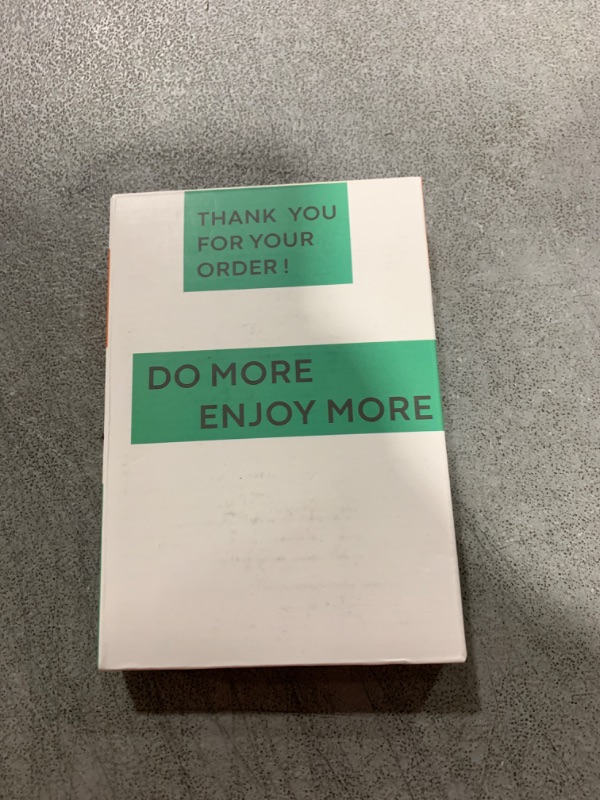 THANK YOU
FOR YOUR
ORDER !
DO MORE
ENJOY MORE